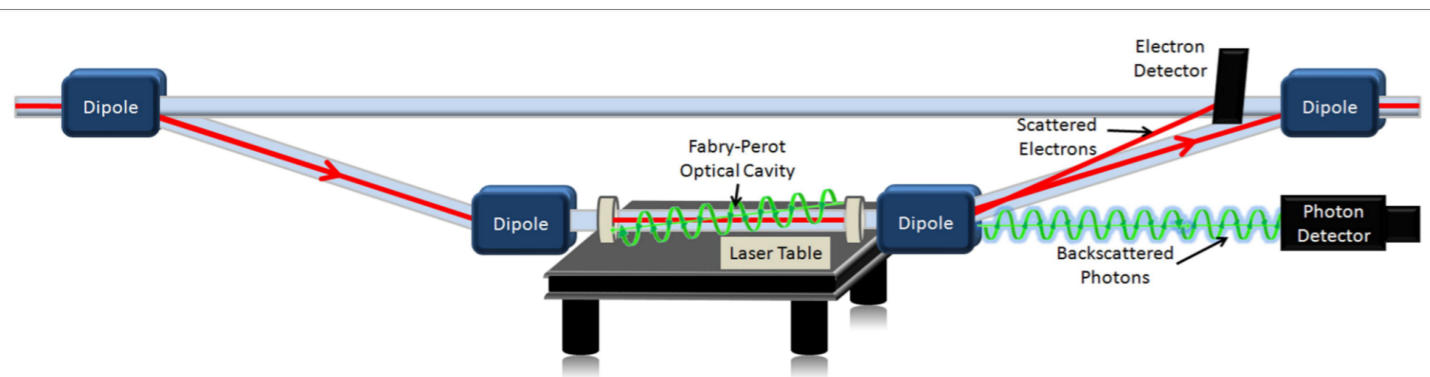 Electron
Detector
Dipole
Dipole
Scattered
Electrons
Fabry-Perot
Optical Cavity
Dipole
Dipole
Photon
Detector
Laser Table
Backscattered
Photons